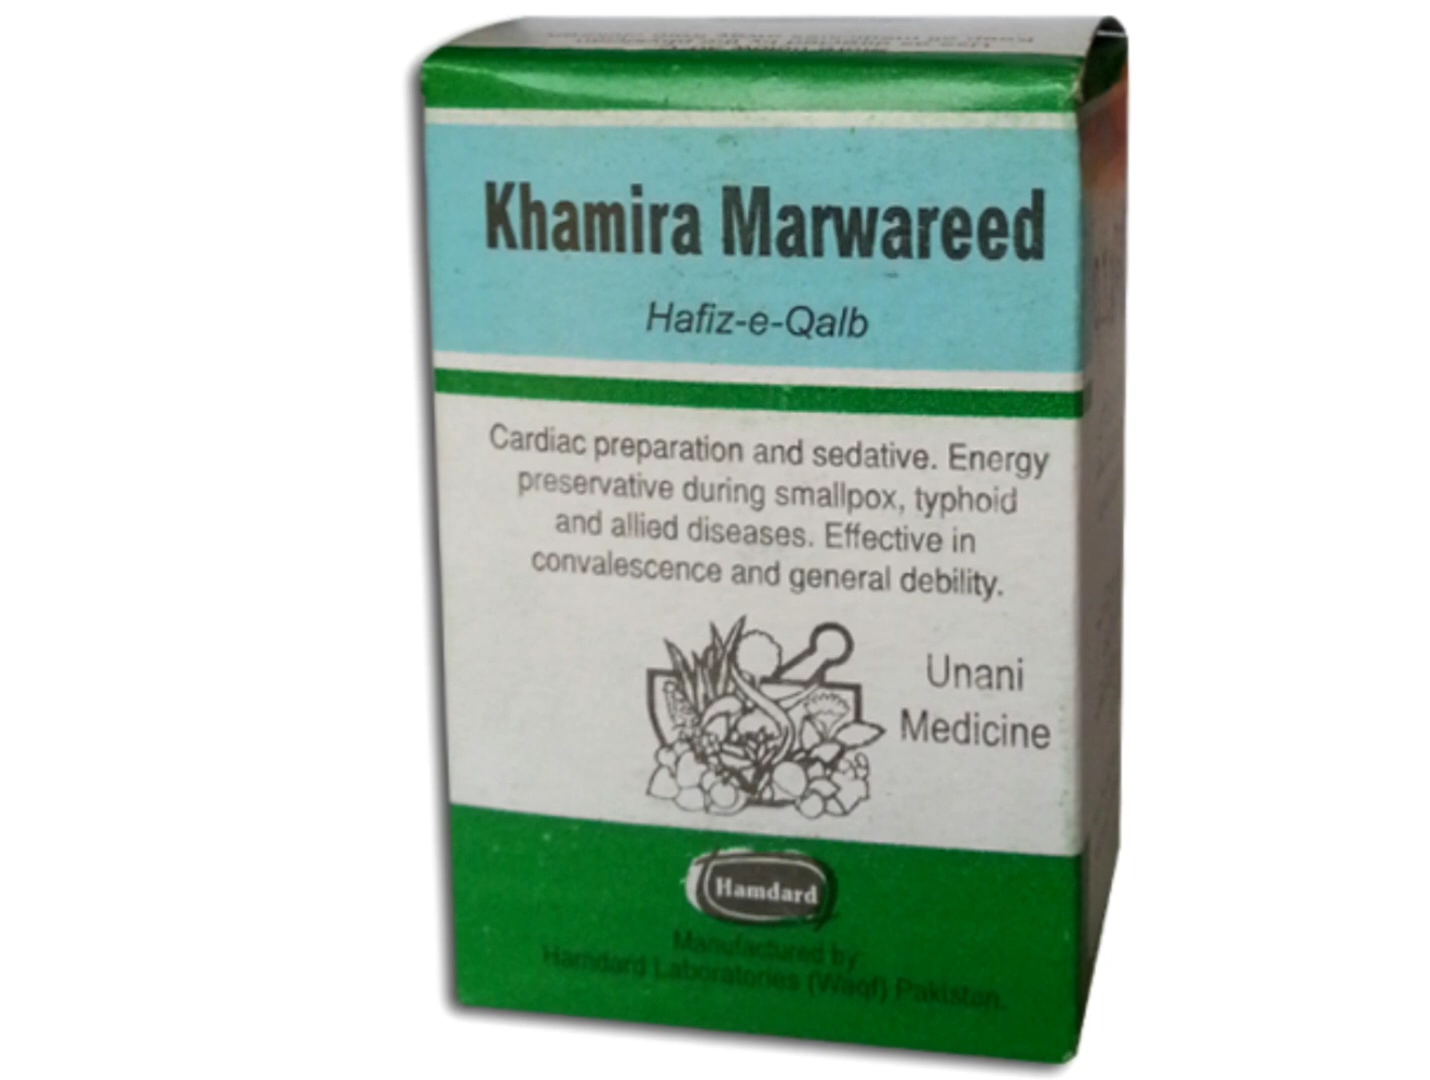 Khamira Marwareed
Hafiz-e-Qalb
Cardiac preparation and sedative. Energy
preservative during smallpox, typhoid
and allied diseases. Effective in
convalescence and general debility.
Unani
Medicine
Hamdard
Manufactured by:
Hamdard Laboratories (Waqf) Pakistan.